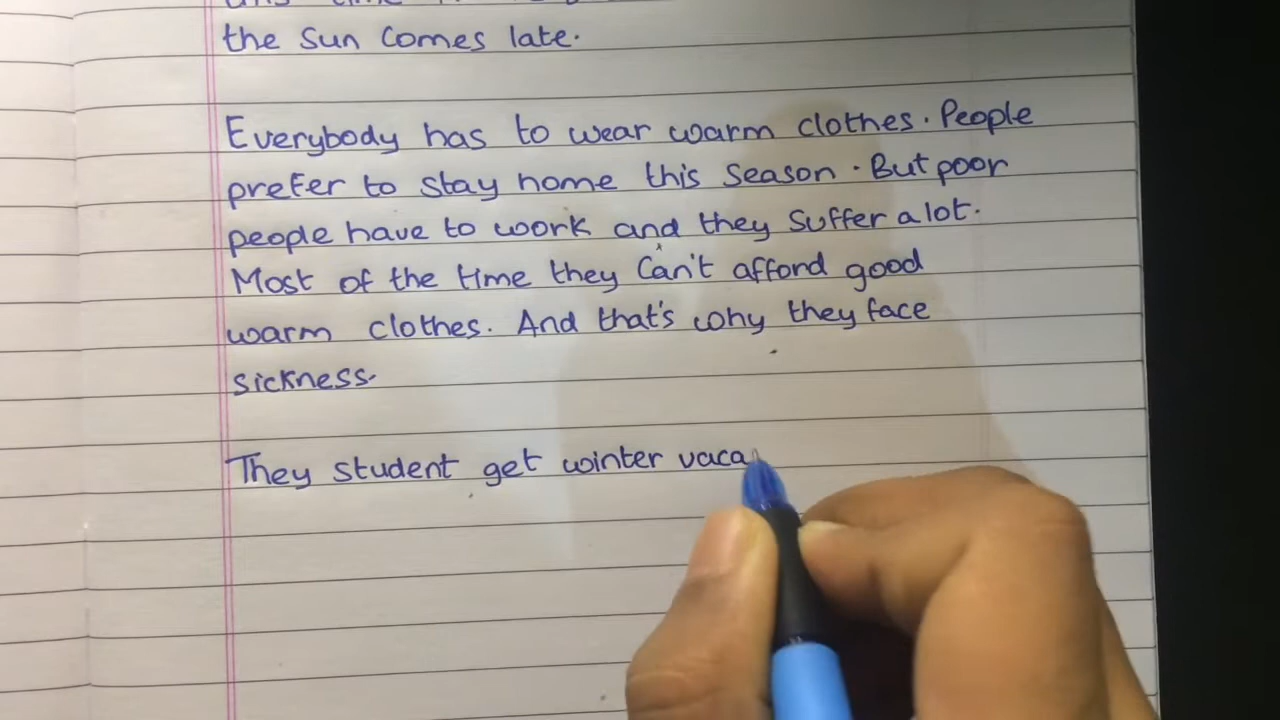 the Sun Comes late.
Everybody has to wear warm clothes. People
prefer to stay home this season. But poor
people have to work and they suffer a lot.
Most of the time they can't afford good
warm clothes. And that's why they face
sickness.
They student get winter vaca